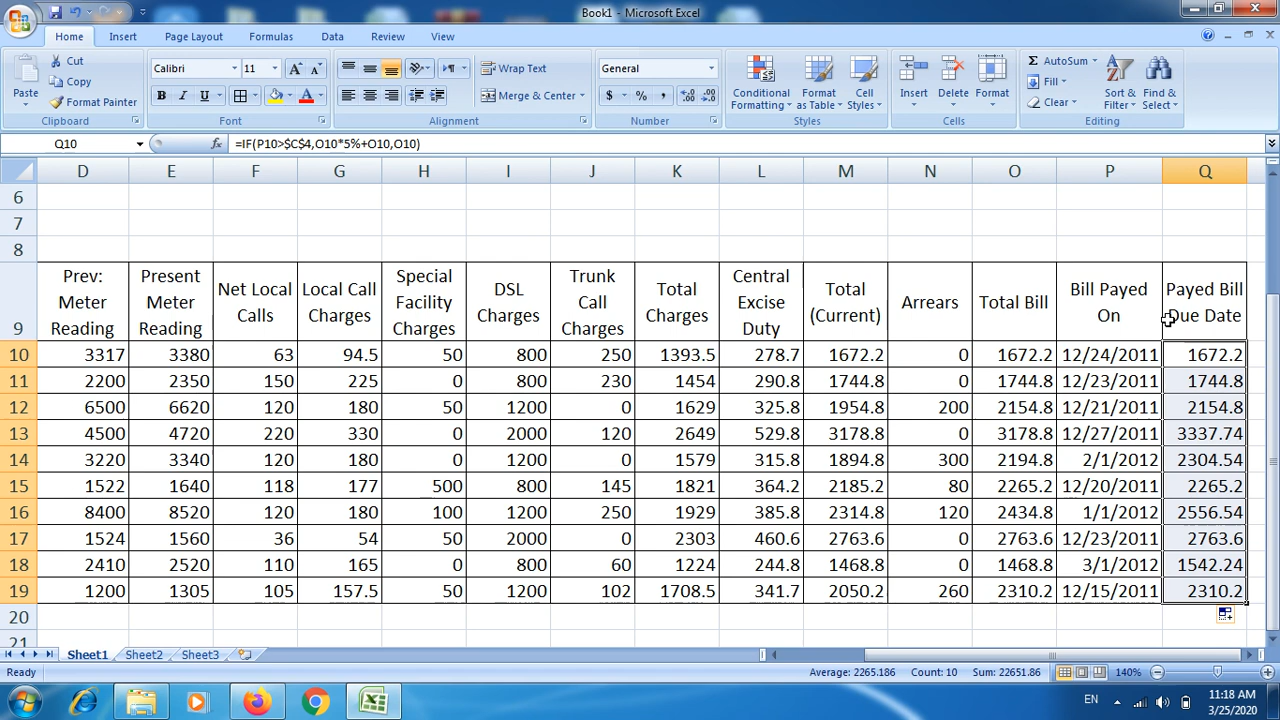 Book1 - Microsoft Excel
Home Insert Page Layout Formulas Data Review View
Paste
Cut
Copy
Format Painter
Clipboard
Calibri 11
B I U
Font
Wrap Text
Merge & Center
Alignment
General
$ % ,
Number
Conditional Formatting
Format as Table
Cell Styles
Styles
Insert Delete Format
Cells
AutoSum
Fill
Clear
Sort & Filter
Find & Select
Editing
Q10 =IF(P10>$C$4,O10*5%+O10,O10)
D E F G H I J K L M N O P Q
6
7
8
9
Prev: Meter Reading
Present Meter Reading
Net Local Calls
Local Call Charges
Special Facility Charges
DSL Charges
Trunk Call Charges
Total Charges
Central Excise Duty
Total (Current)
Arrears
Total Bill
Bill Payed On
Payed Bill Due Date
10 3317 3380 63 94.5 50 800 250 1393.5 278.7 1672.2 0 1672.2 12/24/2011 1672.2
11 2200 2350 150 225 0 800 230 1454 290.8 1744.8 0 1744.8 12/23/2011 1744.8
12 6500 6620 120 180 50 1200 0 1629 325.8 1954.8 200 2154.8 12/21/2011 2154.8
13 4500 4720 220 330 0 2000 120 2649 529.8 3178.8 0 3178.8 12/27/2011 3337.74
14 3220 3340 120 180 0 1200 0 1579 315.8 1894.8 300 2194.8 2/1/2012 2304.54
15 1522 1640 118 177 500 800 145 1821 364.2 2185.2 80 2265.2 12/20/2011 2265.2
16 8400 8520 120 180 100 1200 250 1929 385.8 2314.8 120 2434.8 1/1/2012 2556.54
17 1524 1560 36 54 50 2000 0 2303 460.6 2763.6 0 2763.6 12/23/2011 2763.6
18 2410 2520 110 165 0 800 60 1224 244.8 1468.8 0 1468.8 3/1/2012 1542.24
19 1200 1305 105 157.5 50 1200 102 1708.5 341.7 2050.2 260 2310.2 12/15/2011 2310.2
20
21
Sheet1 Sheet2 Sheet3
Ready Average: 2265.186 Count: 10 Sum: 22651.86 140%
EN 11:18 AM
3/25/2020